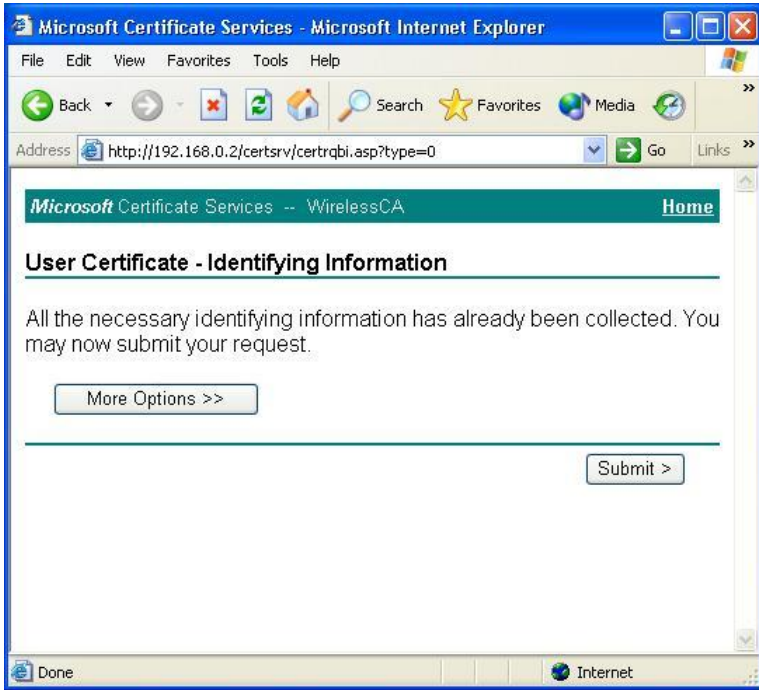 Microsoft Certificate Services - Microsoft Internet Explorer
File Edit View Favorites Tools Help
Back Search Favorites Media »
Address http://192.168.0.2/certsrv/certrqbi.asp?type=0 Go Links »
Microsoft Certificate Services -- WirelessCA Home
User Certificate - Identifying Information
All the necessary identifying information has already been collected. You
may now submit your request.
More Options >>
Submit >
Done Internet